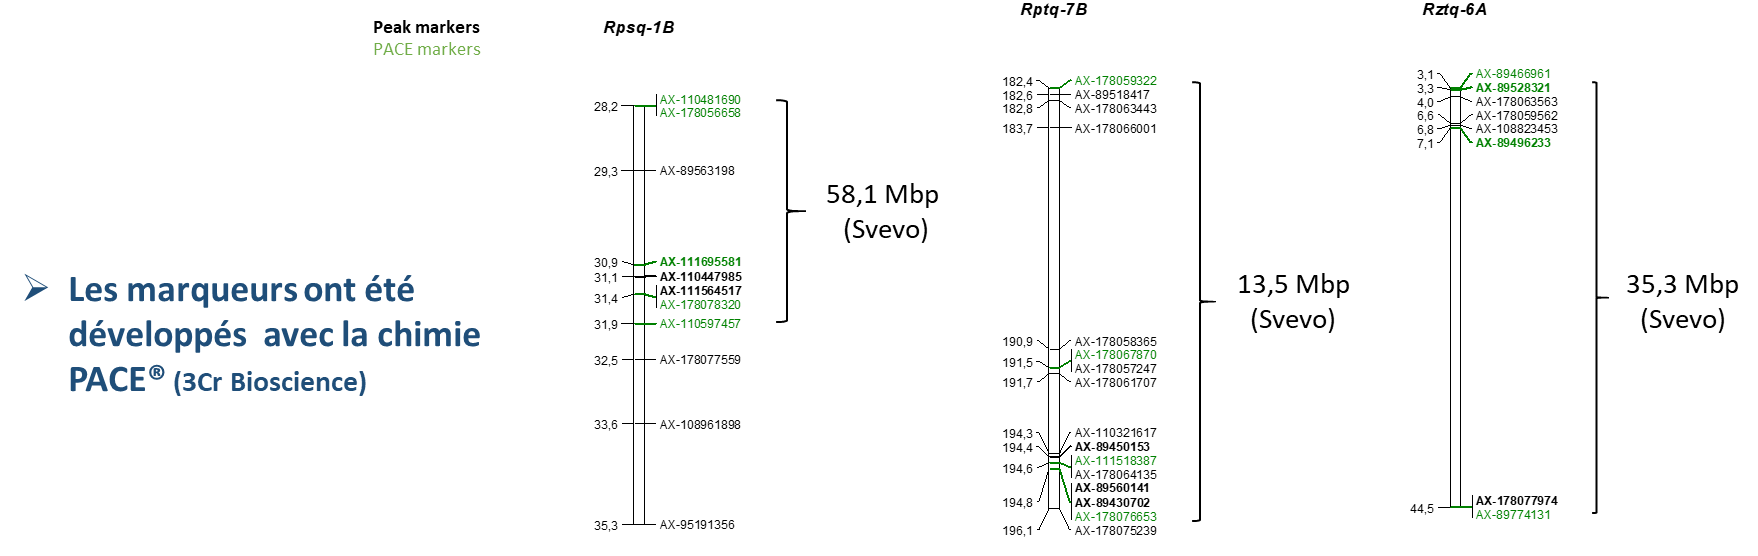 Peak markers
PACE markers
Les marqueurs ont été
développés avec la chimie
PACE® (3Cr Bioscience)
Rpsq-1B
28,2
AX-110481690
AX-178056658
29,3
AX-89563198
30,9
AX-111695581
31,1
AX-110447985
31,4
AX-111564517
AX-178078320
31,9
AX-110597457
32,5
AX-178077559
33,6
AX-108961898
35,3
AX-95191356
58,1 Mbp
(Svevo)
Rptq-7B
182,4
AX-178059322
182,6
AX-89518417
182,8
AX-178063443
183,7
AX-178066001
190,9
AX-178058365
191,5
AX-178067870
AX-178057247
191,7
AX-178061707
194,3
AX-110321617
194,4
AX-89450153
194,6
AX-111518387
AX-178064135
194,8
AX-89560141
AX-89430702
AX-178076653
196,1
AX-178075239
13,5 Mbp
(Svevo)
Rztq-6A
3,1
AX-89466961
3,3
AX-89528321
4,0
AX-178063563
6,6
AX-178059562
6,8
AX-108823453
7,1
AX-89496233
44,5
AX-178077974
AX-89774131
35,3 Mbp
(Svevo)